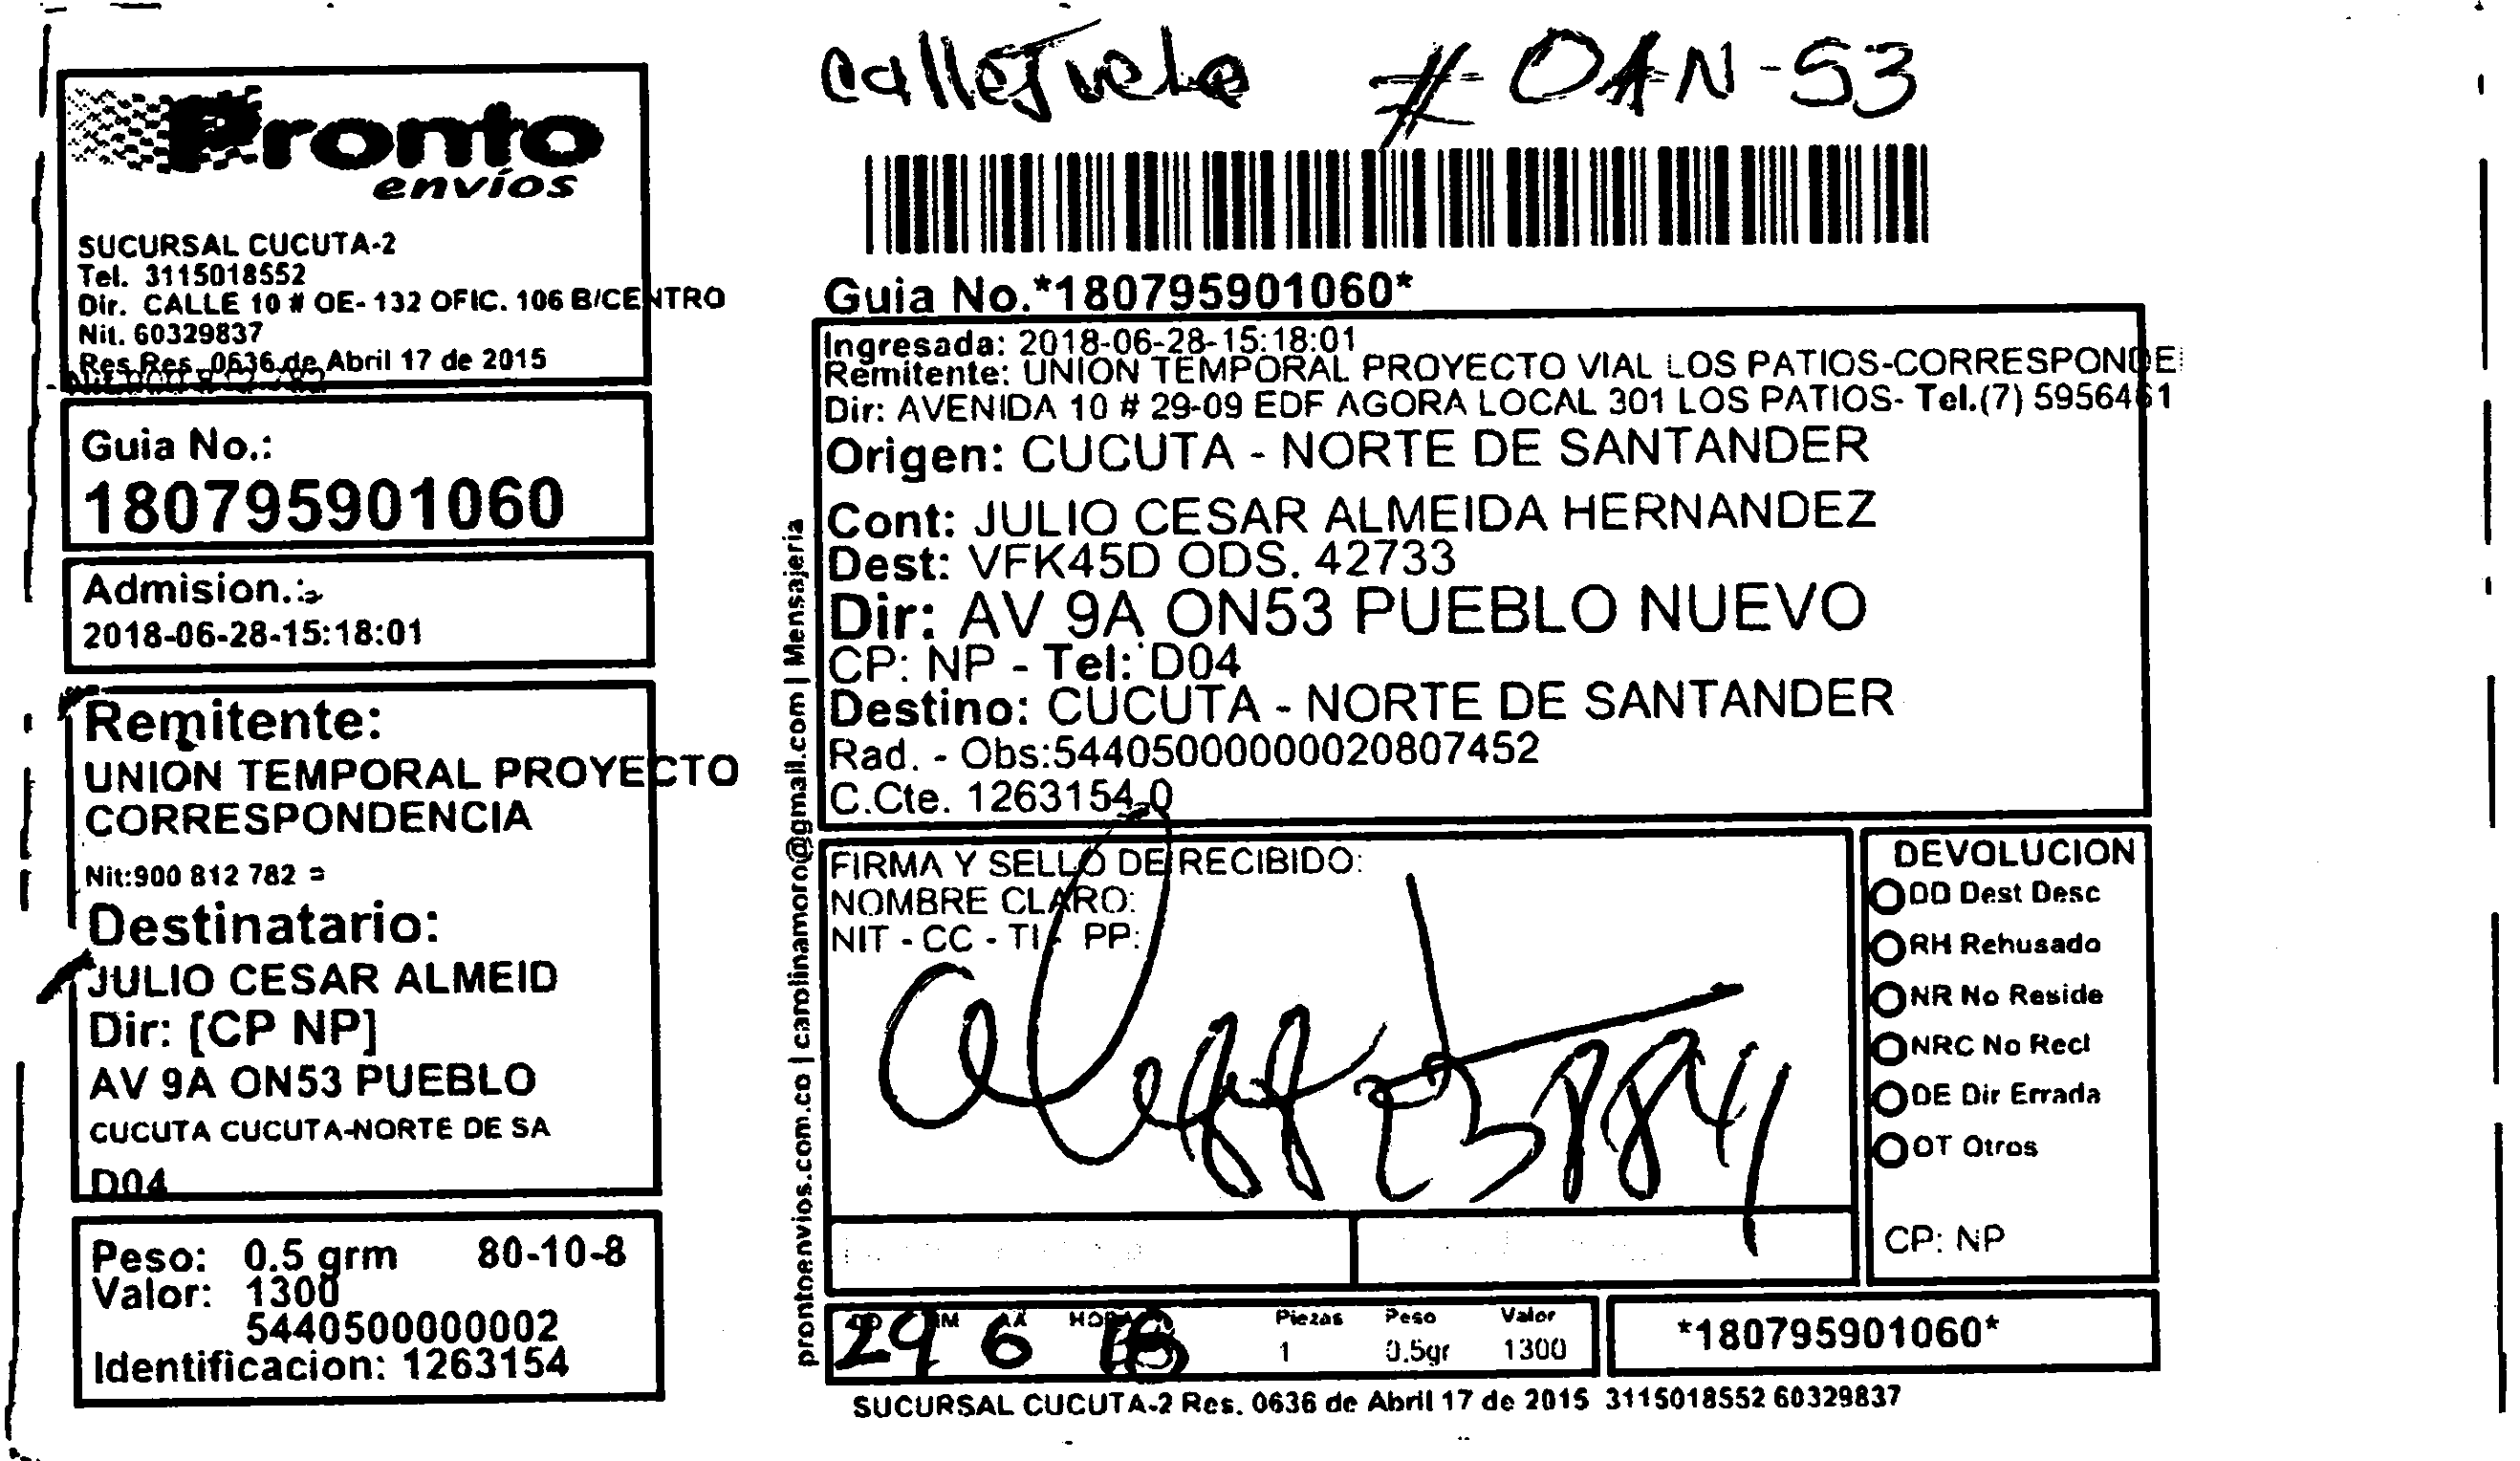 Pronto
envíos
SUCURSAL CUCUTA-2
Tel. 3115018552
Dir. CALLE 10 # OE- 132 OFIC. 106 B/CENTRO
Nit. 60329837
Res Res. 0636 de Abril 17 de 2015
Guia No.:
180795901060
Admision.:
2018-06-28-15:18:01
Remitente:
UNION TEMPORAL PROYECTO
CORRESPONDENCIA
Nit:900 812 782
Destinatario:
JULIO CESAR ALMEID
Dir: [CP NP]
AV 9A ON53 PUEBLO
CUCUTA CUCUTA-NORTE DE SA
D04
Peso: 0.5 grm 80-10-8
Valor: 1300
5440500000002
Identificacion: 1263154
# 0AN-53
Guia No.*180795901060*
Ingresada: 2018-06-28-15:18:01
Remitente: UNION TEMPORAL PROYECTO VIAL LOS PATIOS-CORRESPONDE
Dir: AVENIDA 10 # 29-09 EDF AGORA LOCAL 301 LOS PATIOS- Tel.(7) 5956461
Origen: CUCUTA - NORTE DE SANTANDER
Cont: JULIO CESAR ALMEIDA HERNANDEZ
Dest: VFK45D ODS. 42733
Dir: AV 9A ON53 PUEBLO NUEVO
CP: NP - Tel: D04
Destino: CUCUTA - NORTE DE SANTANDER
Rad. - Obs:544050000000020807452
C.Cte. 1263154-0
prontoenvios.com.co | carolinamoro@gmail.com | Mensajeria
FIRMA Y SELLO DE RECIBIDO:
NOMBRE CLARO:
NIT - CC - TI - PP:
DEVOLUCION
DD Dest Desc
RH Rehusado
NR No Reside
NRC No Recl
DE Dir Errada
OT Otros
CP: NP
DD MM AA HORA Piezas Peso Valor
29 6 18 1 0.5gr 1300
*180795901060*
SUCURSAL CUCUTA-2 Res. 0636 de Abril 17 de 2015 3115018552 60329837